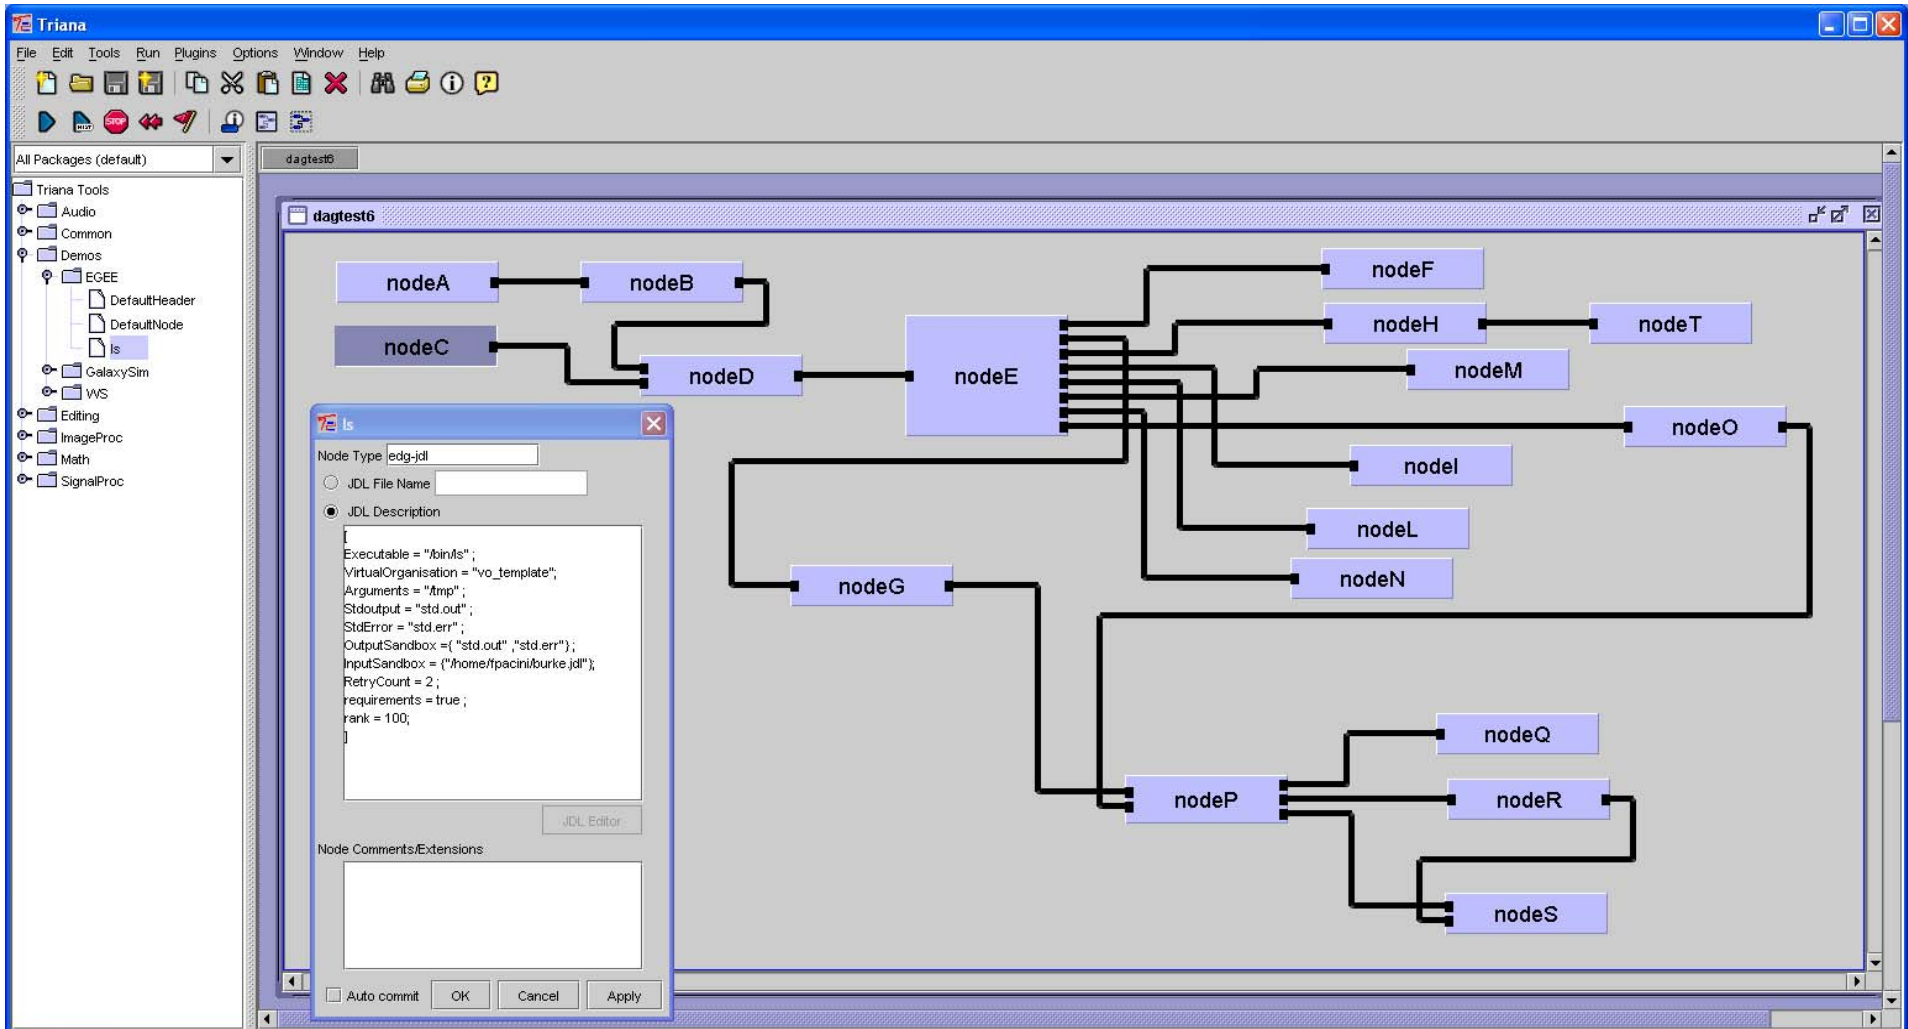 Triana
File Edit Tools Run Plugins Options Window Help
HIST STOP
All Packages (default)
dagtest6
Triana Tools
Audio
Common
Demos
EGEE
DefaultHeader
DefaultNode
ls
GalaxySim
WS
Editing
ImageProc
Math
SignalProc
dagtest6
nodeA nodeB nodeF
nodeC nodeH nodeT
nodeD nodeE nodeM
nodeO
nodeI
nodeL
nodeG nodeN
nodeQ
nodeP nodeR
nodeS
ls
Node Type edg-jdl
JDL File Name
JDL Description
[
Executable = "/bin/ls" ;
VirtualOrganisation = "vo_template";
Arguments = "/tmp" ;
Stdoutput = "std.out" ;
StdError = "std.err" ;
OutputSandbox ={ "std.out" ,"std.err"} ;
InputSandbox = {"/home/fpacini/burke.jdl"};
RetryCount = 2 ;
requirements = true ;
rank = 100;
]
JDL Editor
Node Comments/Extensions
Auto commit OK Cancel Apply